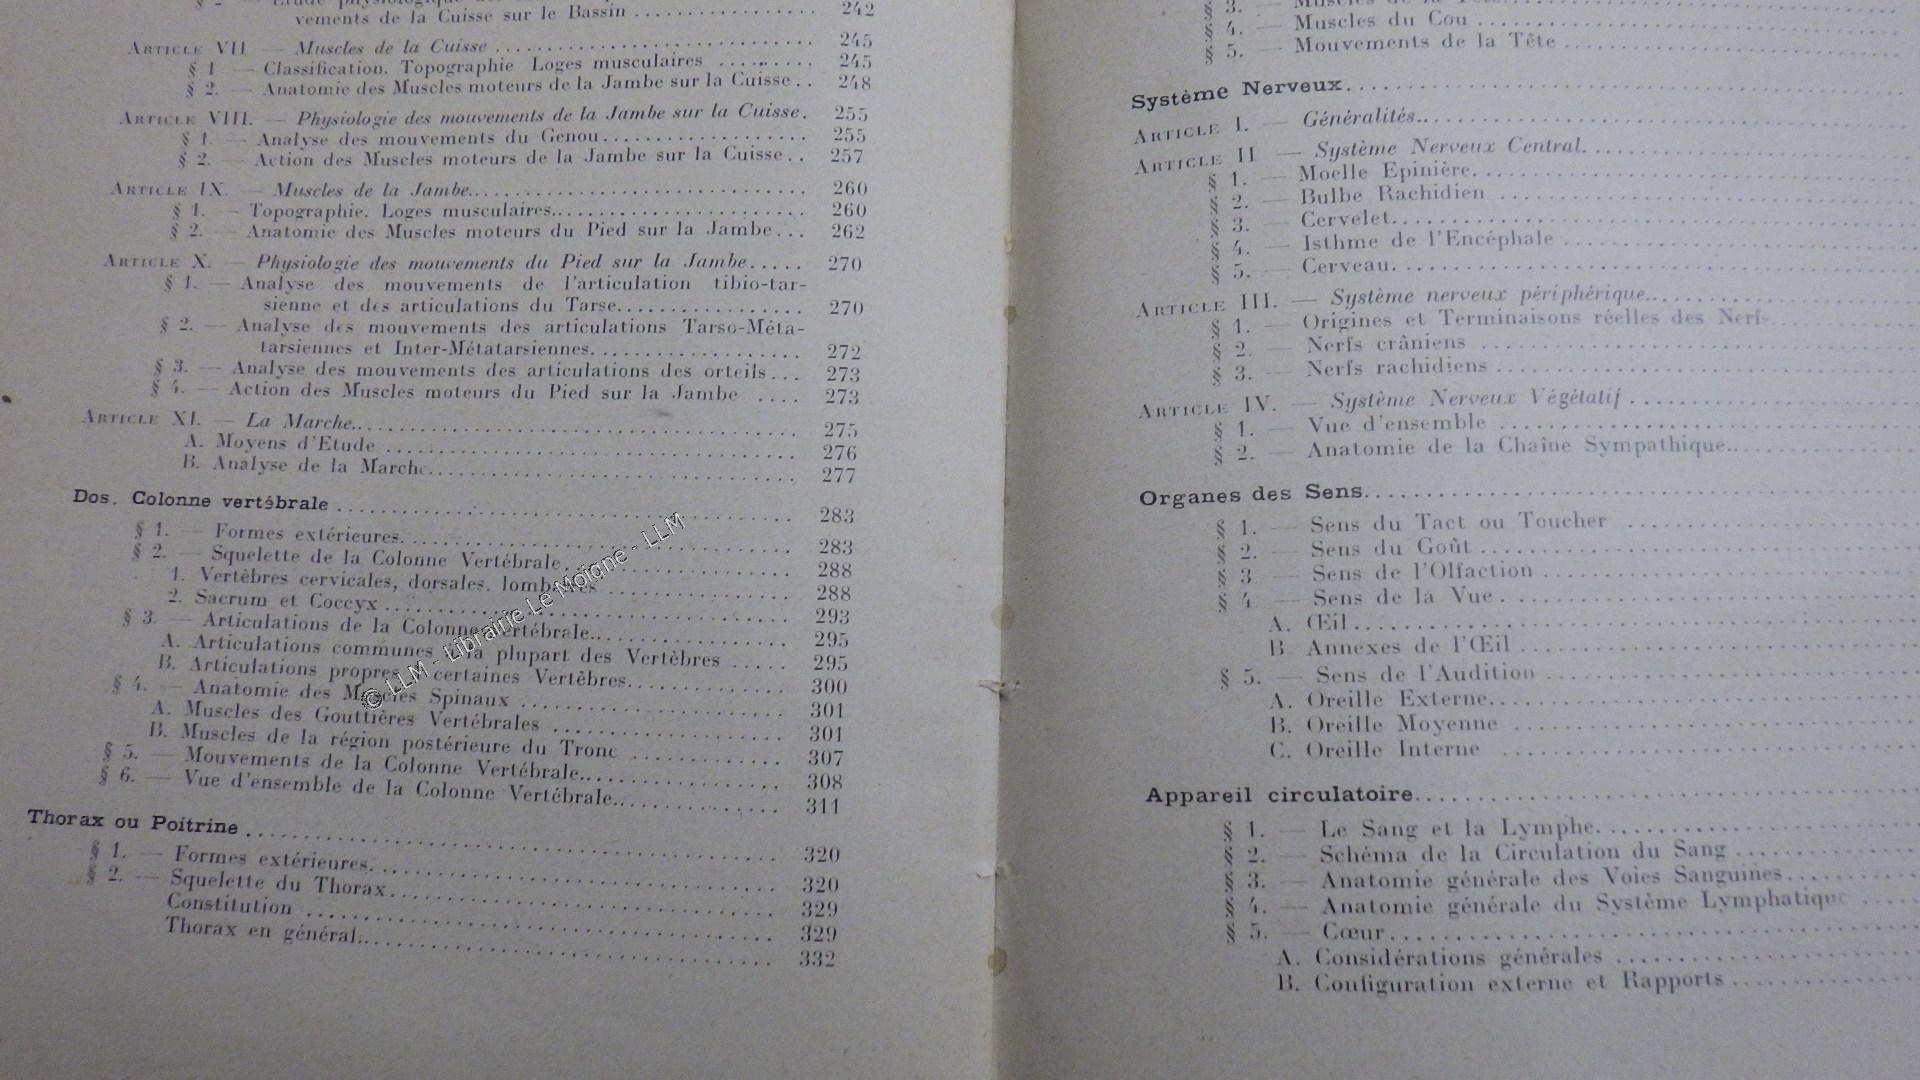 vements de la Cuisse sur le Bassin .................. 242
ARTICLE VII — Muscles de la Cuisse .................. 245
§ 1 — Classification. Topographie Loges musculaires ......... 245
§ 2. — Anatomie des Muscles moteurs de la Jambe sur la Cuisse . . 248
ARTICLE VIII. — Physiologie des mouvements de la Jambe sur la Cuisse. 255
§ 1. — Analyse des mouvements du Genou .................. 255
§ 2. — Action des Muscles moteurs de la Jambe sur la Cuisse . . 257
ARTICLE IX. — Muscles de la Jambe .................. 260
§ 1. — Topographie. Loges musculaires .................. 260
§ 2. — Anatomie des Muscles moteurs du Pied sur la Jambe . . . 262
ARTICLE X. — Physiologie des mouvements du Pied sur la Jambe ..... 270
§ 1. — Analyse des mouvements de l'articulation tibio-tar-
sienne et des articulations du Tarse .................. 270
§ 2. — Analyse des mouvements des articulations Tarso-Méta-
tarsiennes et Inter-Métatarsiennes .................. 272
§ 3. — Analyse des mouvements des articulations des orteils . . . 273
§ 4. — Action des Muscles moteurs du Pied sur la Jambe .... 273
ARTICLE XI. — La Marche .................. 275
A. Moyens d'Etude .................. 276
B. Analyse de la Marche .................. 277
Dos. Colonne vertébrale .................. 283
§ 1. — Formes extérieures .................. 283
§ 2. — Squelette de la Colonne Vertébrale .................. 288
1. Vertèbres cervicales, dorsales. lombaires .................. 288
2. Sacrum et Coccyx .................. 293
§ 3. — Articulations de la Colonne Vertébrale .................. 295
A. Articulations communes à la plupart des Vertèbres ..... 295
B. Articulations propres à certaines Vertèbres .................. 300
§ 4. — Anatomie des Muscles Spinaux .................. 301
A. Muscles des Gouttières Vertébrales .................. 301
B. Muscles de la région postérieure du Tronc .................. 307
§ 5. — Mouvements de la Colonne Vertébrale .................. 308
§ 6. — Vue d'ensemble de la Colonne Vertébrale .................. 311
Thorax ou Poitrine .................. 320
§ 1. — Formes extérieures .................. 320
§ 2. — Squelette du Thorax .................. 329
Constitution .................. 329
Thorax en général .................. 332
© LLM - Librairie Le Moigne - LLM
§ 3. — Muscles de la Tête ..................
§ 4. — Muscles du Cou ..................
§ 5. — Mouvements de la Tête ..................
Système Nerveux ..................
ARTICLE I. — Généralités ..................
ARTICLE II — Système Nerveux Central ..................
§ 1. — Moelle Epinière ..................
§ 2. — Bulbe Rachidien ..................
§ 3. — Cervelet ..................
§ 4. — Isthme de l'Encéphale ..................
§ 5. — Cerveau ..................
ARTICLE III. — Système nerveux périphérique ..................
§ 1. — Origines et Terminaisons réelles des Nerfs ..................
§ 2. — Nerfs crâniens ..................
§ 3. — Nerfs rachidiens ..................
ARTICLE IV. — Système Nerveux Végétatif ..................
§ 1. — Vue d'ensemble ..................
§ 2. — Anatomie de la Chaîne Sympathique ..................
Organes des Sens ..................
§ 1. — Sens du Tact ou Toucher ..................
§ 2. — Sens du Goût ..................
§ 3 — Sens de l'Olfaction ..................
§ 4. — Sens de la Vue ..................
A. Œil ..................
B. Annexes de l'Œil ..................
§ 5. — Sens de l'Audition ..................
A. Oreille Externe ..................
B. Oreille Moyenne ..................
C. Oreille Interne ..................
Appareil circulatoire ..................
§ 1. — Le Sang et la Lymphe ..................
§ 2. — Schéma de la Circulation du Sang ..................
§ 3. — Anatomie générale des Voies Sanguines ..................
§ 4. — Anatomie générale du Système Lymphatique ....
§ 5. — Cœur ..................
A. Considérations générales ..................
B. Configuration externe et Rapports ..................